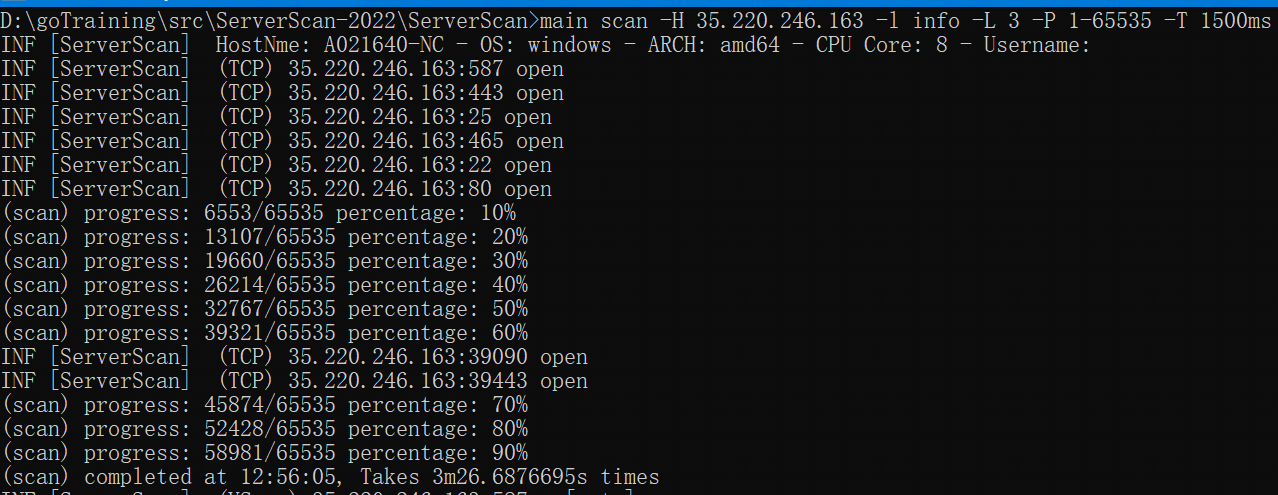 D:\goTraining\src\ServerScan-2022\ServerScan>main scan -H 35.220.246.163 -l info -L 3 -P 1-65535 -T 1500ms
INF [ServerScan]  HostNme: A021640-NC - OS: windows - ARCH: amd64 - CPU Core: 8 - Username:
INF [ServerScan]  (TCP) 35.220.246.163:587 open
INF [ServerScan]  (TCP) 35.220.246.163:443 open
INF [ServerScan]  (TCP) 35.220.246.163:25 open
INF [ServerScan]  (TCP) 35.220.246.163:465 open
INF [ServerScan]  (TCP) 35.220.246.163:22 open
INF [ServerScan]  (TCP) 35.220.246.163:80 open
(scan) progress: 6553/65535 percentage: 10%
(scan) progress: 13107/65535 percentage: 20%
(scan) progress: 19660/65535 percentage: 30%
(scan) progress: 26214/65535 percentage: 40%
(scan) progress: 32767/65535 percentage: 50%
(scan) progress: 39321/65535 percentage: 60%
INF [ServerScan]  (TCP) 35.220.246.163:39090 open
INF [ServerScan]  (TCP) 35.220.246.163:39443 open
(scan) progress: 45874/65535 percentage: 70%
(scan) progress: 52428/65535 percentage: 80%
(scan) progress: 58981/65535 percentage: 90%
(scan) completed at 12:56:05, Takes 3m26.6876695s times